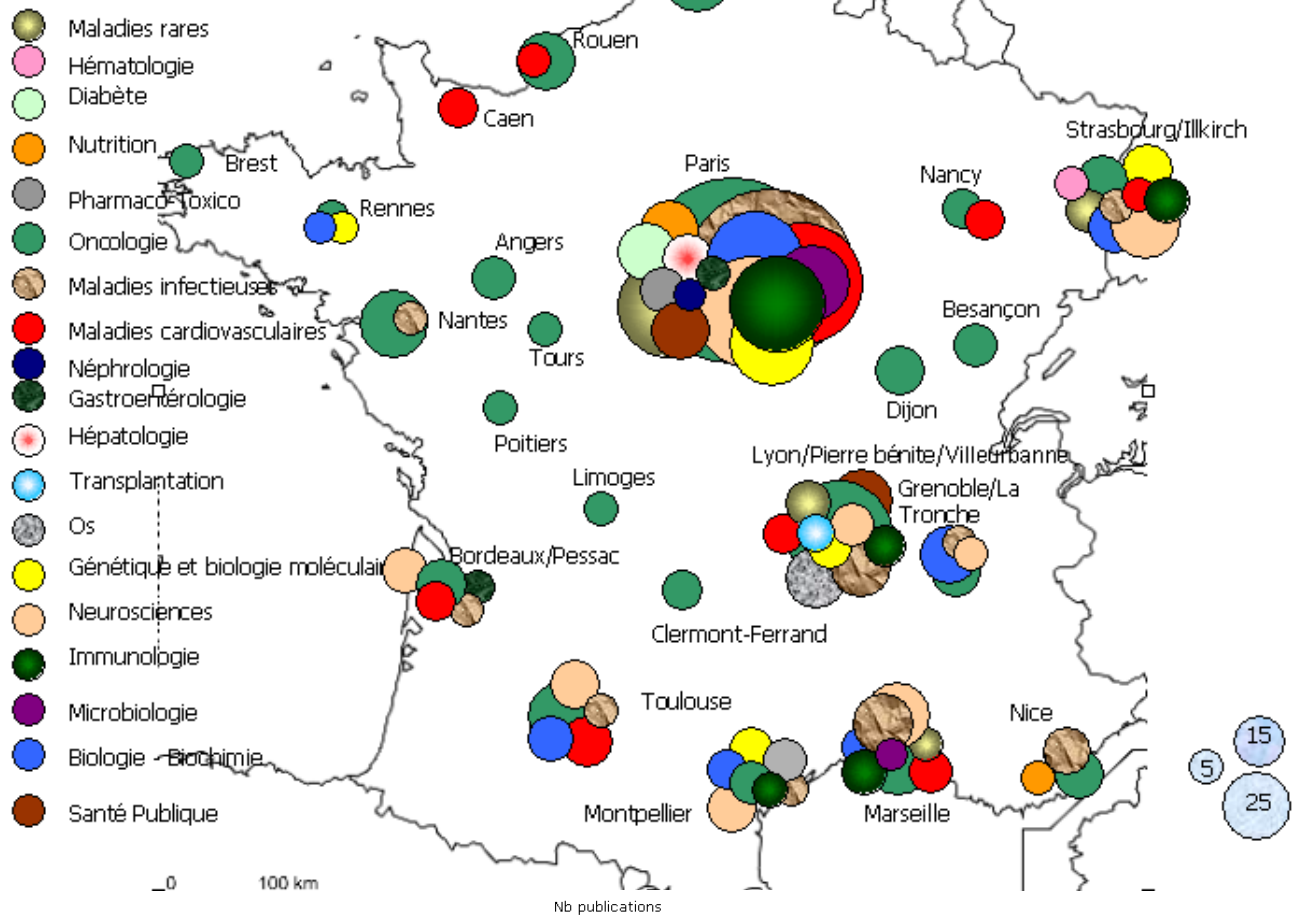 Maladies rares
Hématologie
Diabète
Nutrition
Pharmaco-Toxico
Oncologie
Maladies infectieuses
Maladies cardiovasculaires
Néphrologie
Gastroentérologie
Hépatologie
Transplantation
Os
Génétique et biologie moléculair
Neurosciences
Immunologie
Microbiologie
Biologie - Biochimie
Santé Publique
Rouen
Caen
Brest
Rennes
Angers
Nantes
Tours
Poitiers
Paris
Nancy
Strasbourg/Illkirch
Besançon
Dijon
Limoges
Lyon/Pierre bénite/Villeurbanne
Grenoble/La
Tronche
Bordeaux/Pessac
Clermont-Ferrand
Toulouse
Montpellier
Marseille
Nice
15
5
25
0
100 km
Nb publications